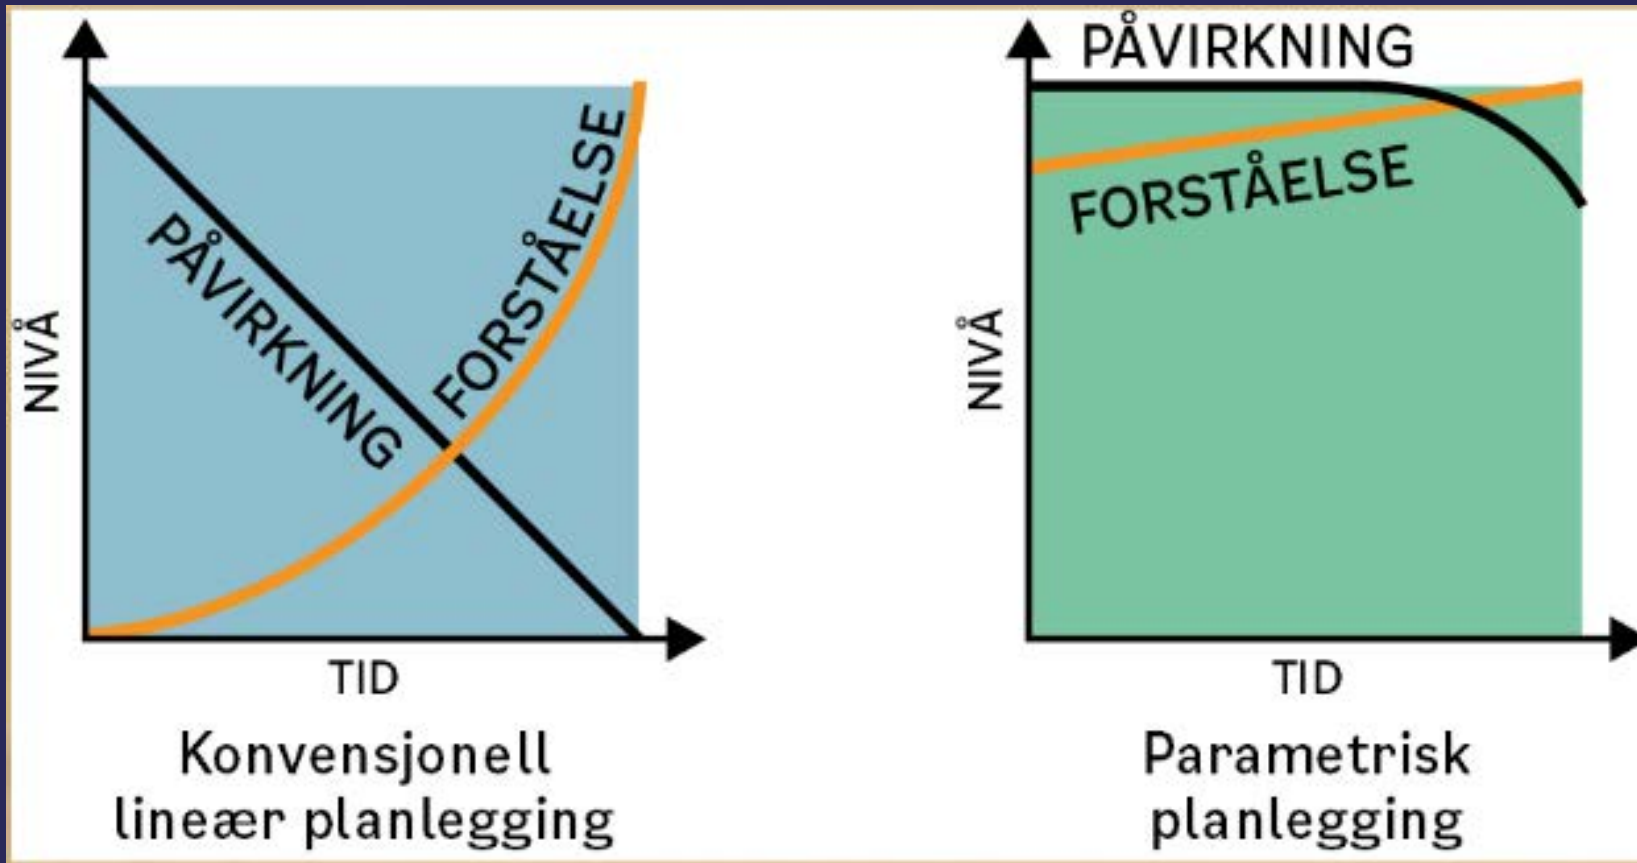 NIVÅ
PÅVIRKNING
FORSTÅELSE
TID
Konvensjonell
lineær planlegging
PÅVIRKNING
FORSTÅELSE
NIVÅ
TID
Parametrisk
planlegging